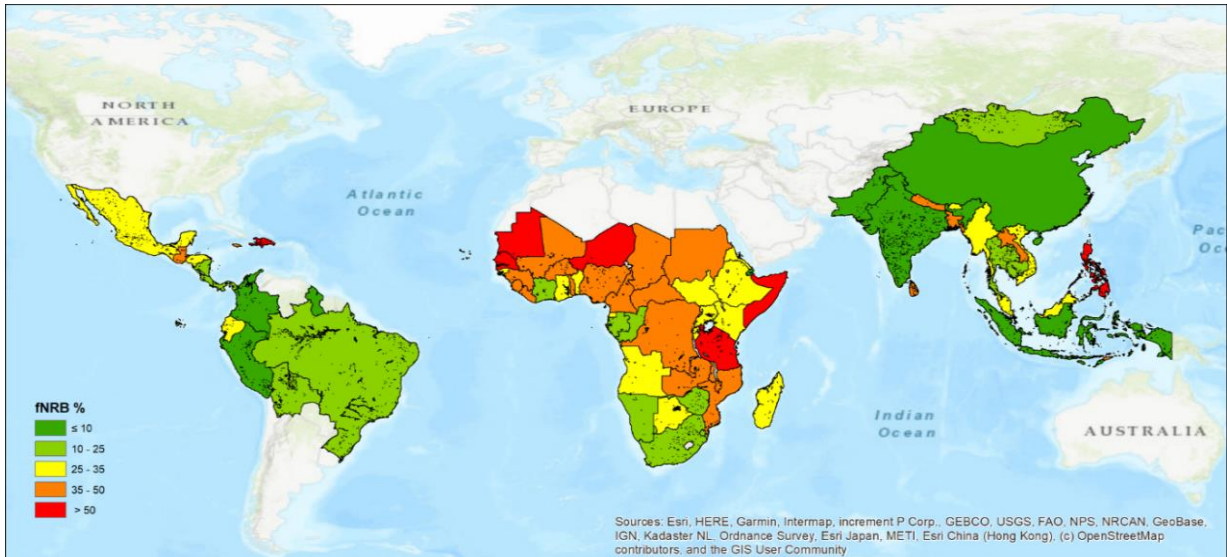 NORTH
AMERICA
EUROPE
Atlantic
Ocean
Pac
Oc
Indian
Ocean
AUSTRALIA
fNRB %
≤ 10
10 - 25
25 - 35
35 - 50
> 50
Sources: Esri, HERE, Garmin, Intermap, increment P Corp., GEBCO, USGS, FAO, NPS, NRCAN, GeoBase,
IGN, Kadaster NL, Ordnance Survey, Esri Japan, METI, Esri China (Hong Kong), (c) OpenStreetMap
contributors, and the GIS User Community